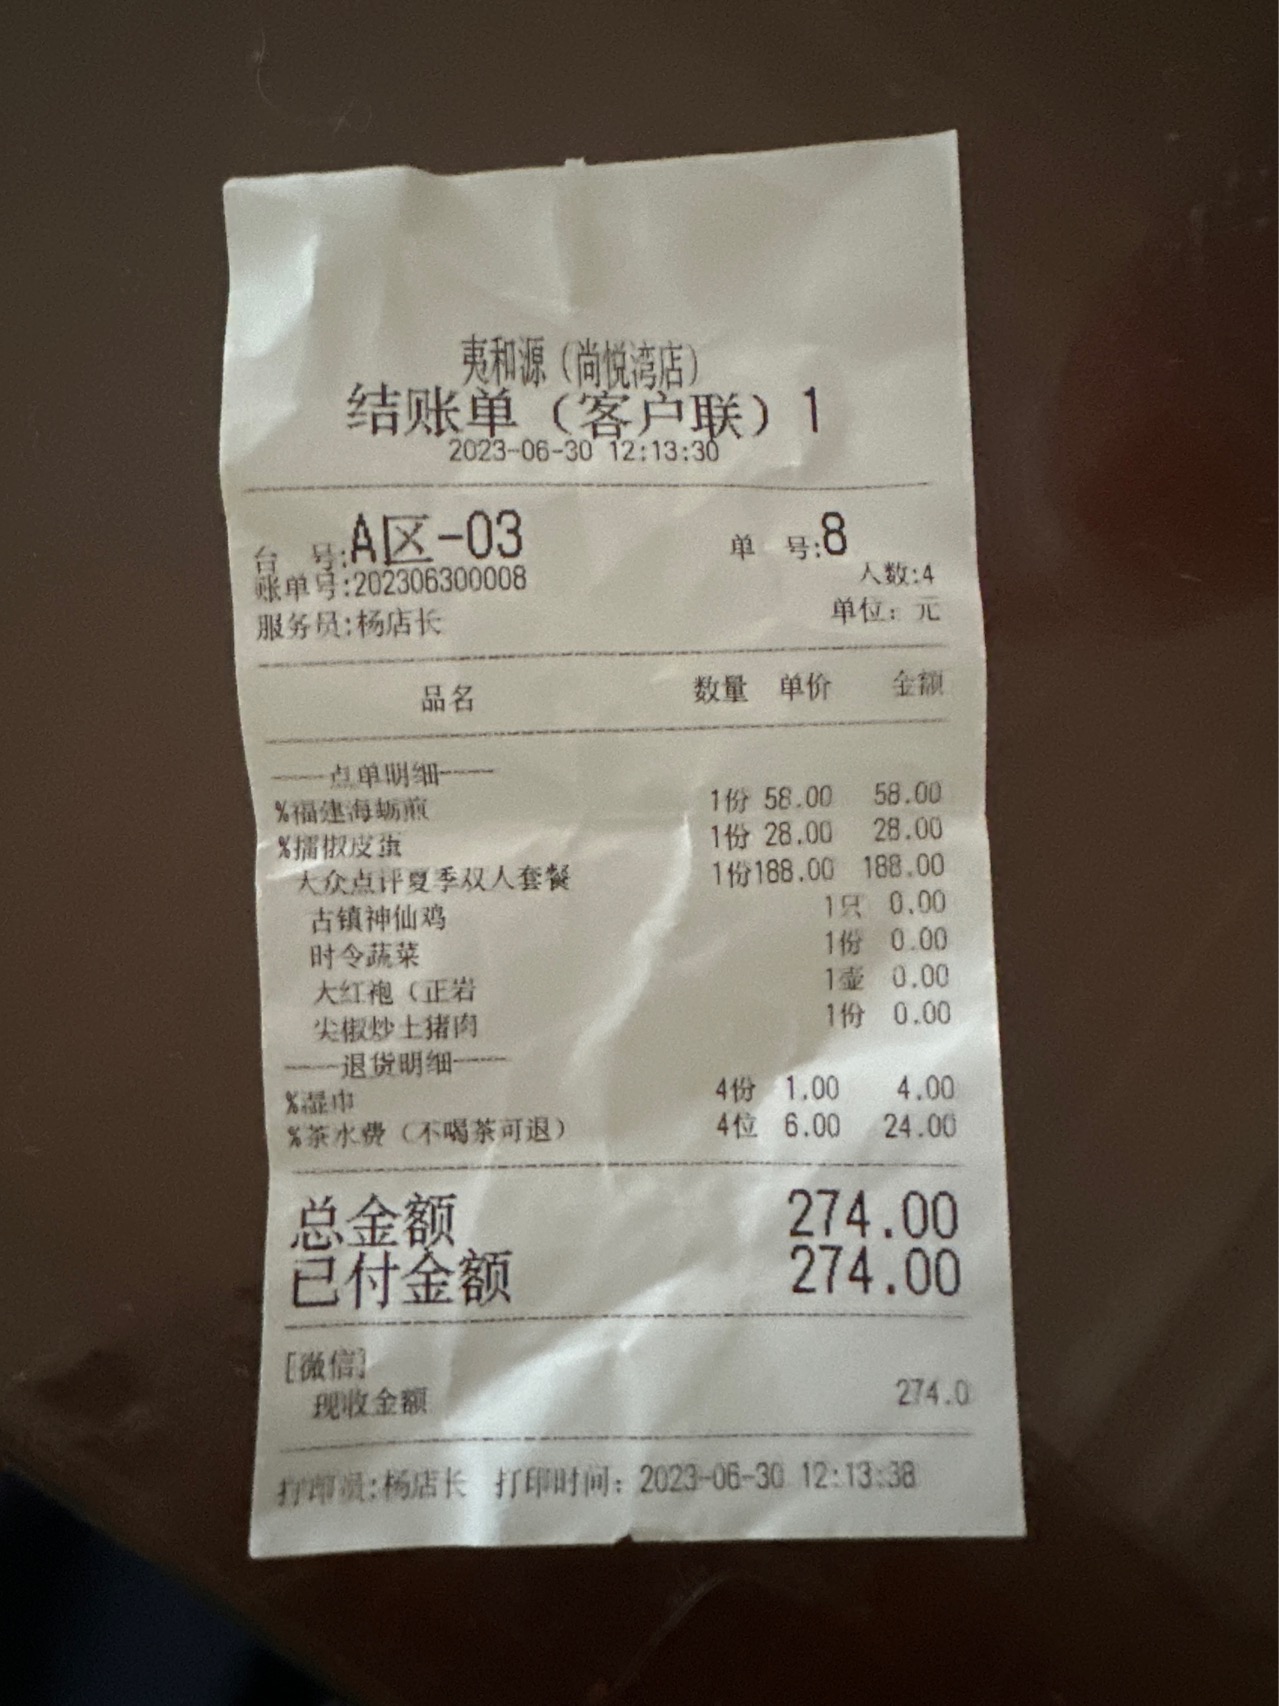 夷和源（尚悦湾店）
结账单（客户联）1
2023-06-30 12:13:30
台 号:A区-03 单 号:8
账单号:202306300008 人数:4
服务员:杨店长 单位：元
品名 数量 单价 金额
——点单明细——
%福建海蛎煎 1份 58.00 58.00
%擂椒皮蛋 1份 28.00 28.00
大众点评夏季双人套餐 1份188.00 188.00
古镇神仙鸡 1只 0.00
时令蔬菜 1份 0.00
大红袍（正岩 1壶 0.00
尖椒炒土猪肉 1份 0.00
——退货明细——
%湿巾 4份 1.00 4.00
%茶水费（不喝茶可退） 4位 6.00 24.00
总金额 274.00
已付金额 274.00
[微信]
现收金额 274.0
打印员:杨店长 打印时间：2023-06-30 12:13:38